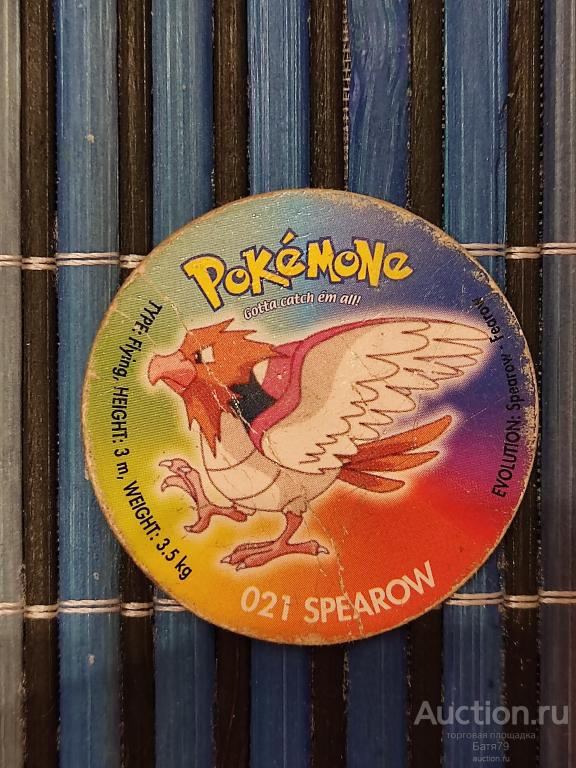 POKéMONE
Gotta catch em all!
TYPE: Flying, HEIGHT: 3 m, WEIGHT: 3.5 kg
EVOLUTION: Spearow, Fearow
021 SPEAROW
Auction.ru
торговая площадка
Батя79
auction.ru